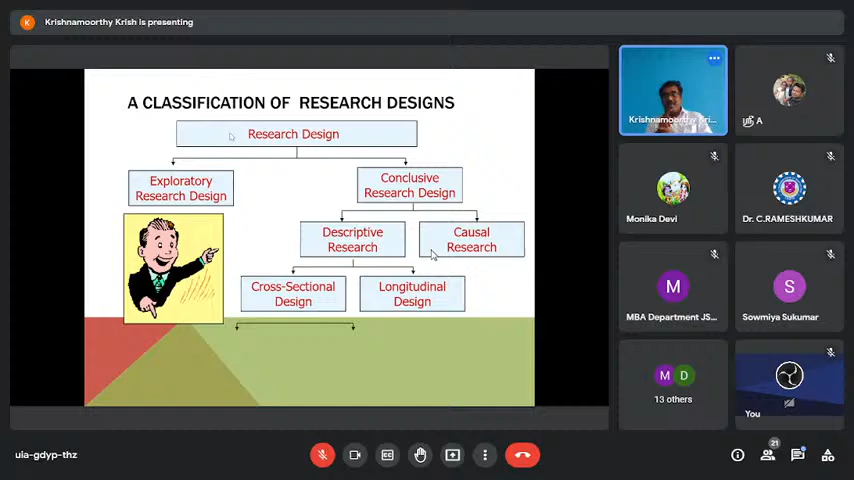 K
Krishnamoorthy Krish is presenting
A CLASSIFICATION OF RESEARCH DESIGNS
Research Design
Exploratory
Research Design
Conclusive
Research Design
Descriptive
Research
Causal
Research
Cross-Sectional
Design
Longitudinal
Design
Krishnamoorthy Kri...
ஸ்ரீ A
Monika Devi
Dr. C.RAMESHKUMAR
M
MBA Department JS...
S
Sowmiya Sukumar
M D
13 others
You
uia-gdyp-thz
21